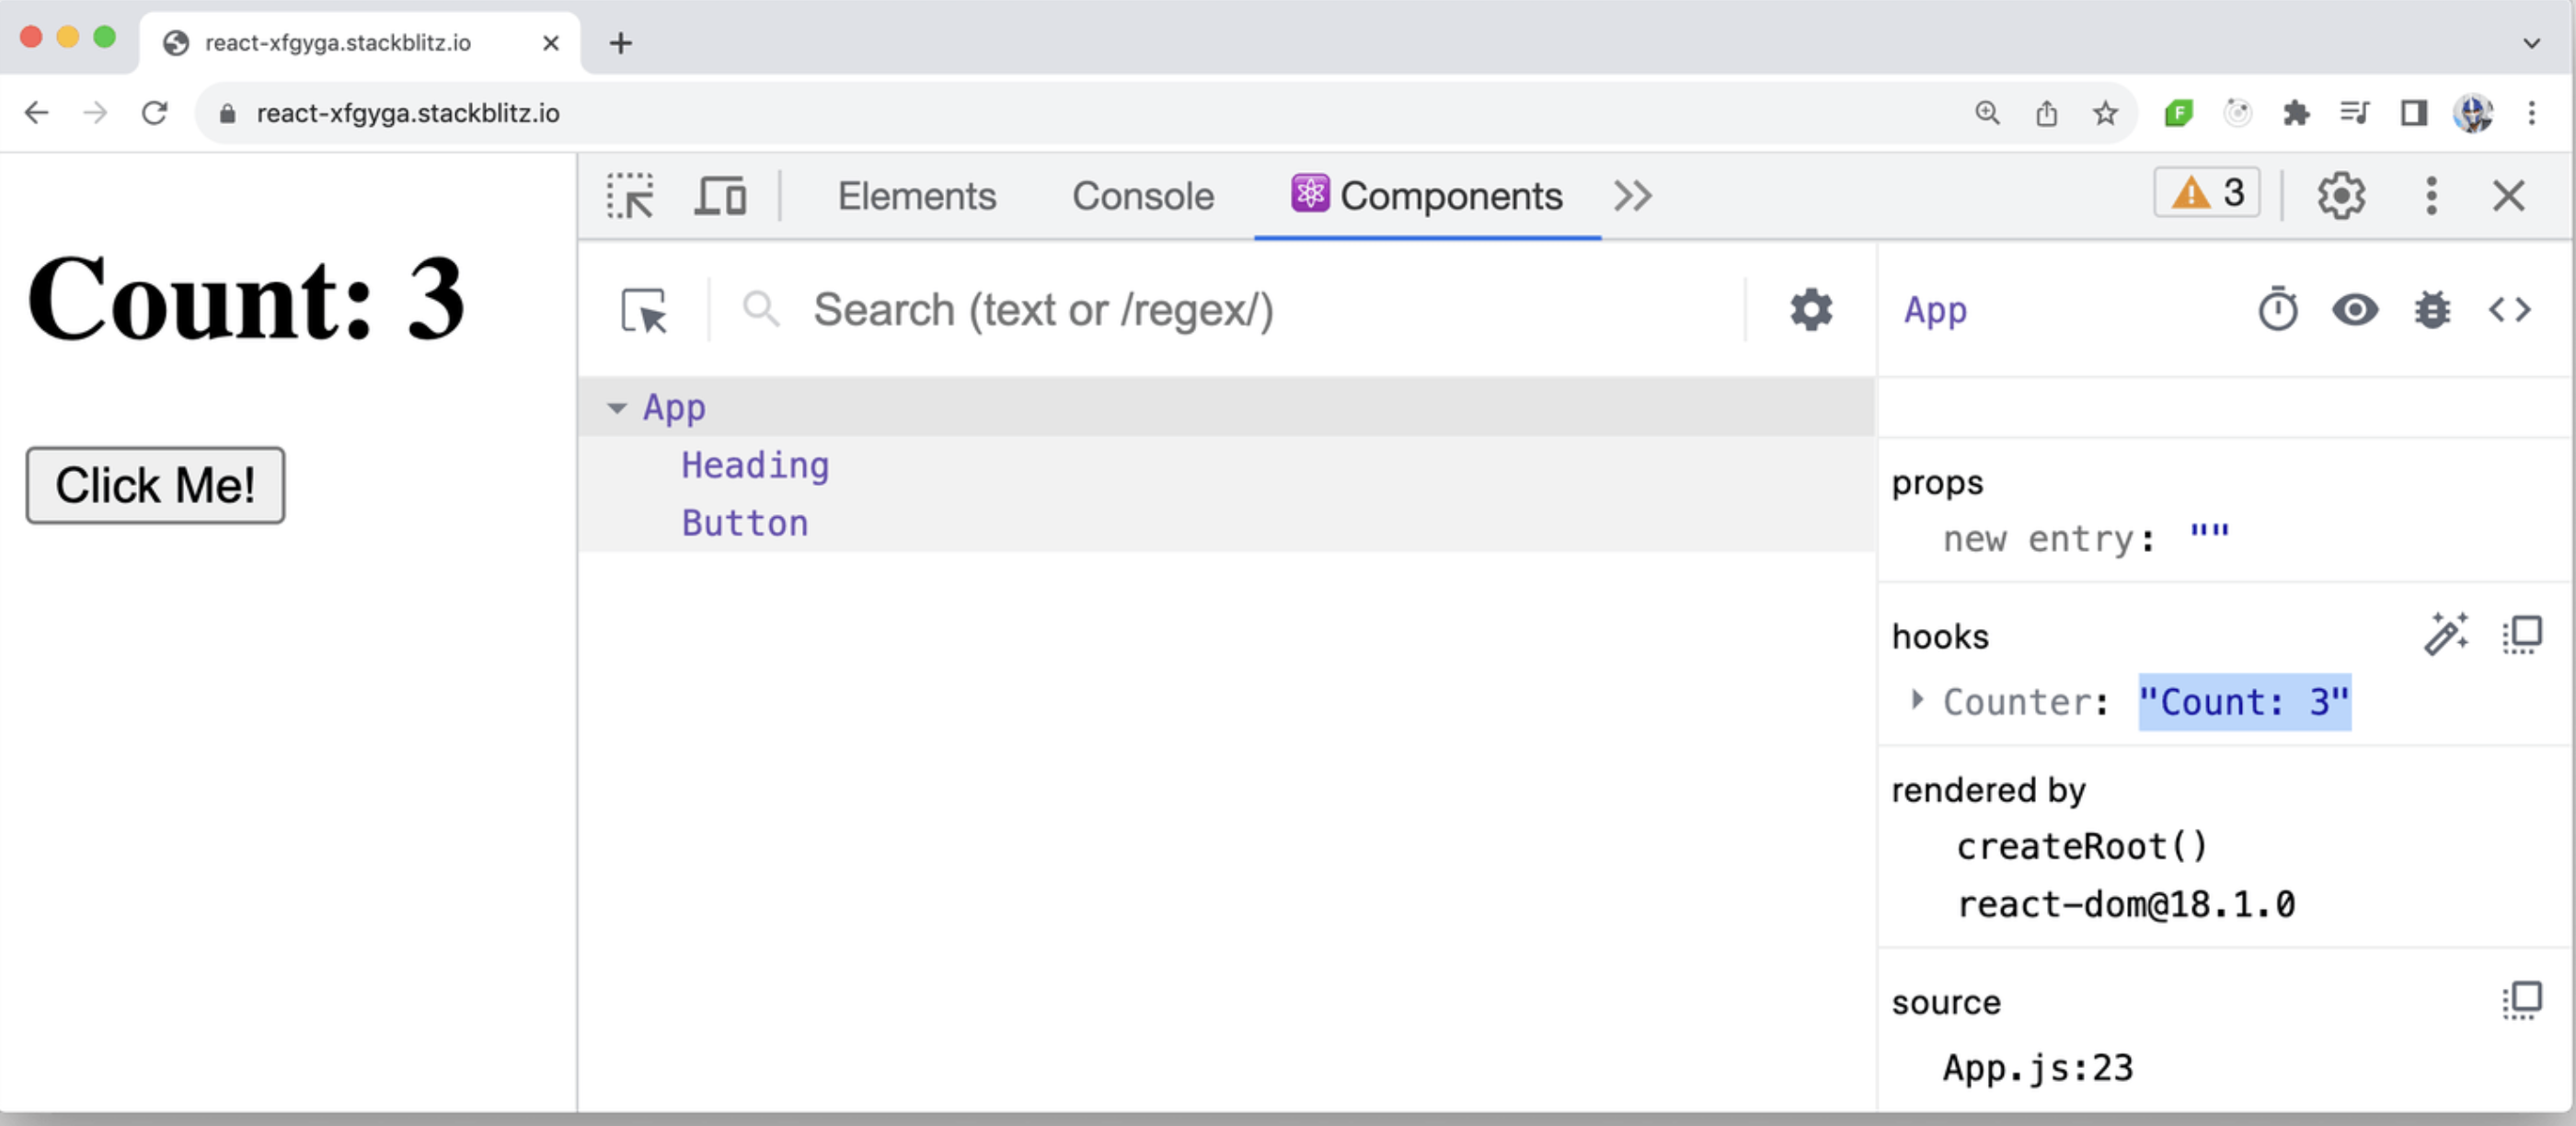 react-xfgyga.stackblitz.io
react-xfgyga.stackblitz.io
F
Elements Console Components 3
Count: 3
Click Me!
Search (text or /regex/)
App
Heading
Button
App
props
new entry: ""
hooks
Counter: "Count: 3"
rendered by
createRoot()
react-dom@18.1.0
source
App.js:23